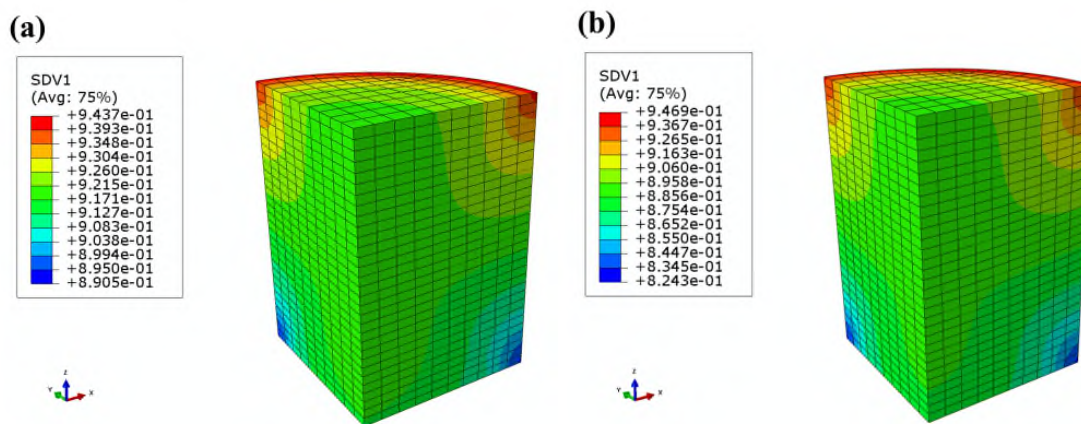 (a)
SDV1
(Avg: 75%)
+9.437e-01
+9.393e-01
+9.348e-01
+9.304e-01
+9.260e-01
+9.215e-01
+9.171e-01
+9.127e-01
+9.083e-01
+9.038e-01
+8.994e-01
+8.950e-01
+8.905e-01
Z
Y
X
(b)
SDV1
(Avg: 75%)
+9.469e-01
+9.367e-01
+9.265e-01
+9.163e-01
+9.060e-01
+8.958e-01
+8.856e-01
+8.754e-01
+8.652e-01
+8.550e-01
+8.447e-01
+8.345e-01
+8.243e-01
Z
Y
X